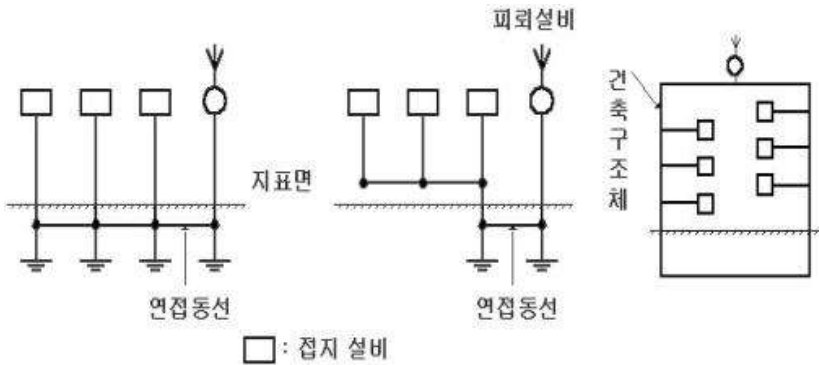 피뢰설비
건축구조체
지표면
연접동선
연접동선
: 접지 설비